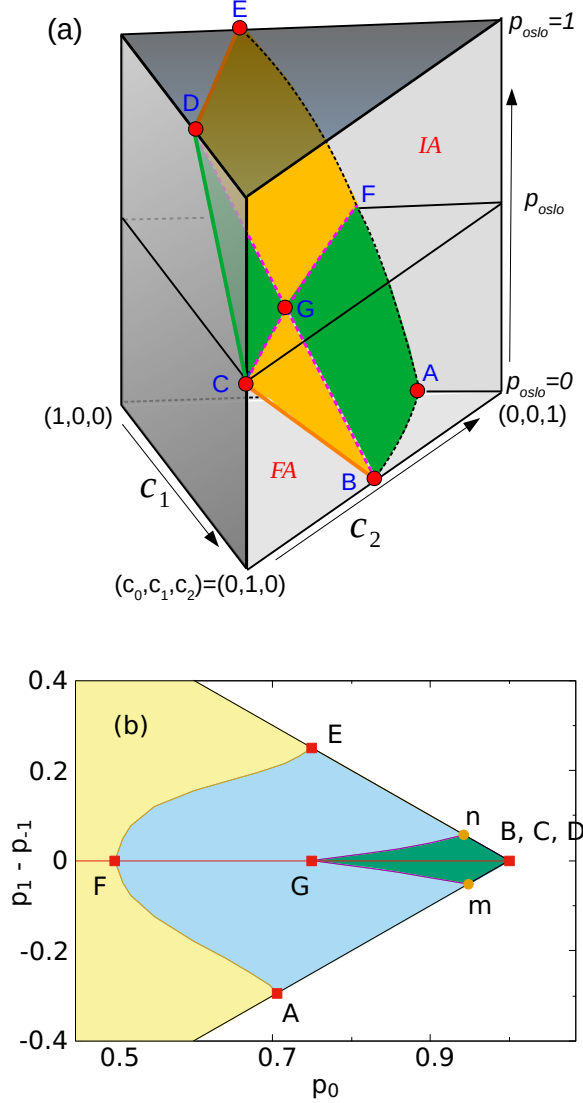 (a)
E
p_oslo=1
D
IA
F
p_oslo
G
C
A
p_oslo=0
(1,0,0)
(0,0,1)
FA
B
c_1
c_2
(c_0,c_1,c_2)=(0,1,0)
0.4
(b)
E
0.2
n
B, C, D
p_1 - p_-1
0
F
G
m
-0.2
A
-0.4
0.5
0.7
0.9
p_0